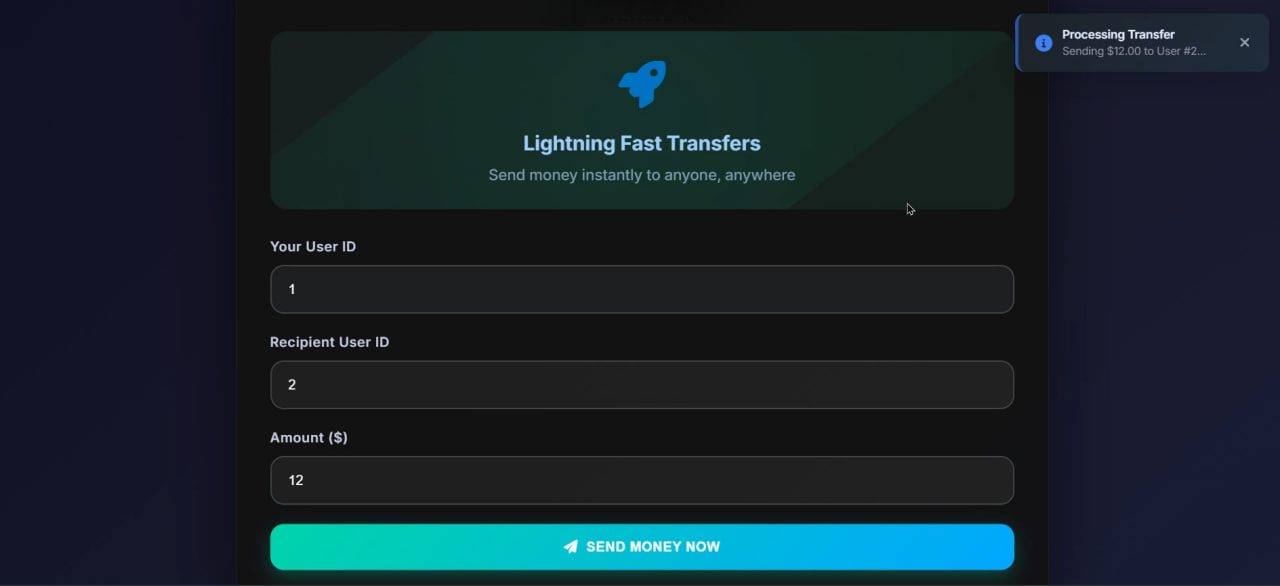 Processing Transfer
Sending $12.00 to User #2...
Lightning Fast Transfers
Send money instantly to anyone, anywhere
Your User ID
1
Recipient User ID
2
Amount ($)
12
SEND MONEY NOW